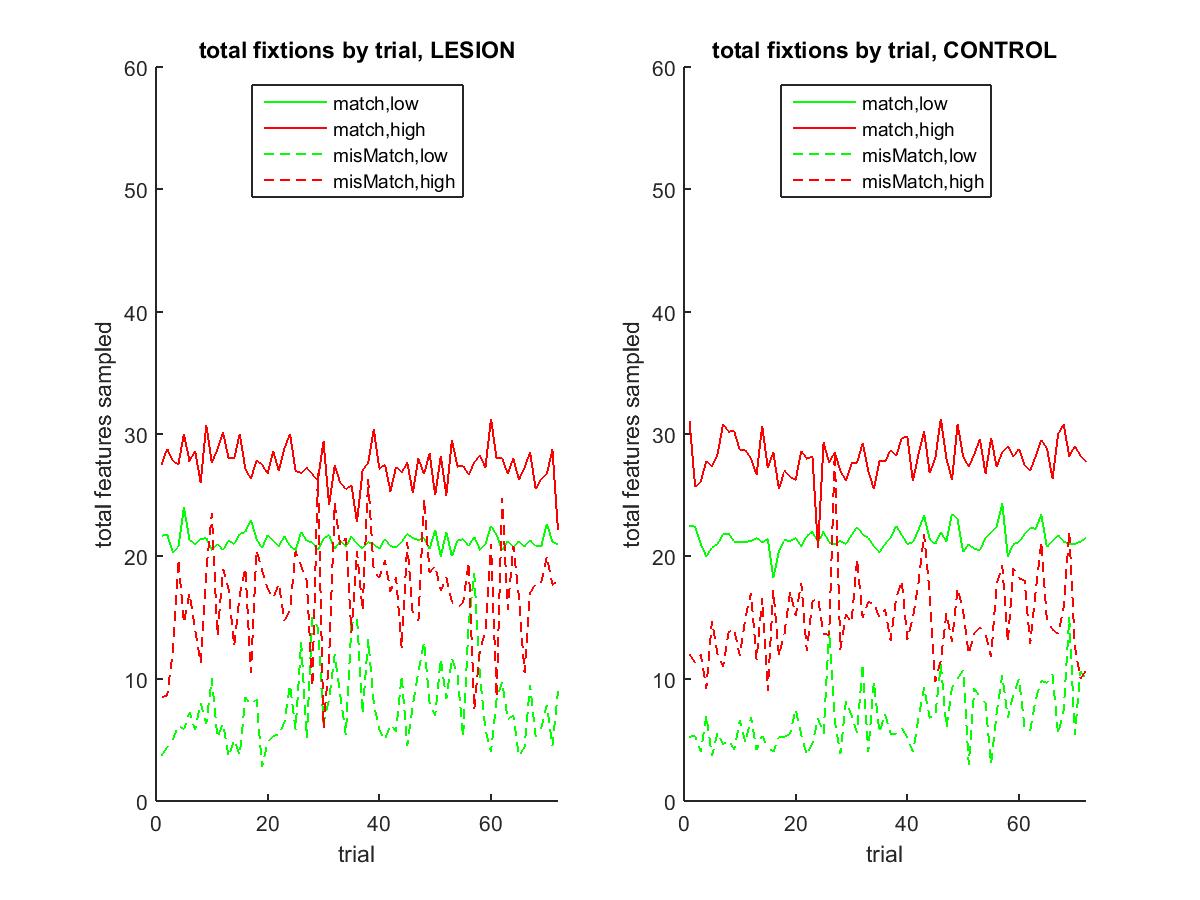 total fixtions by trial, LESION
match,low
match,high
misMatch,low
misMatch,high
60
50
40
30
20
10
0
total features sampled
0 20 40 60
trial
total fixtions by trial, CONTROL
match,low
match,high
misMatch,low
misMatch,high
60
50
40
30
20
10
0
total features sampled
0 20 40 60
trial